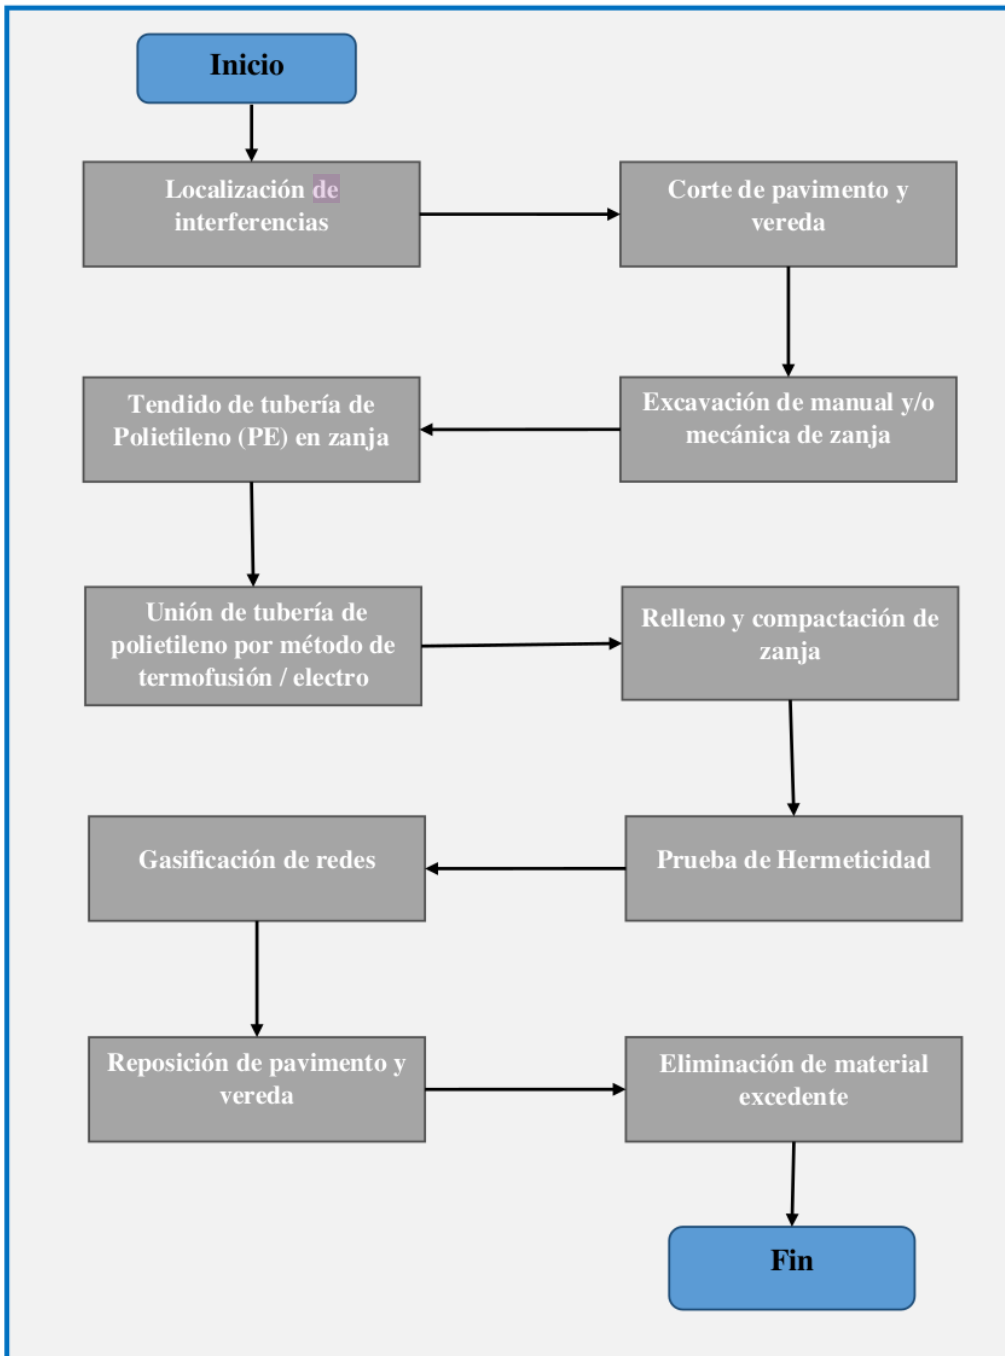 Inicio
Localización de
interferencias
Corte de pavimento y
vereda
Excavación de manual y/o
mecánica de zanja
Tendido de tubería de
Polietileno (PE) en zanja
Unión de tubería de
polietileno por método de
termofusión / electro
Relleno y compactación de
zanja
Prueba de Hermeticidad
Gasificación de redes
Reposición de pavimento y
vereda
Eliminación de material
excedente
Fin